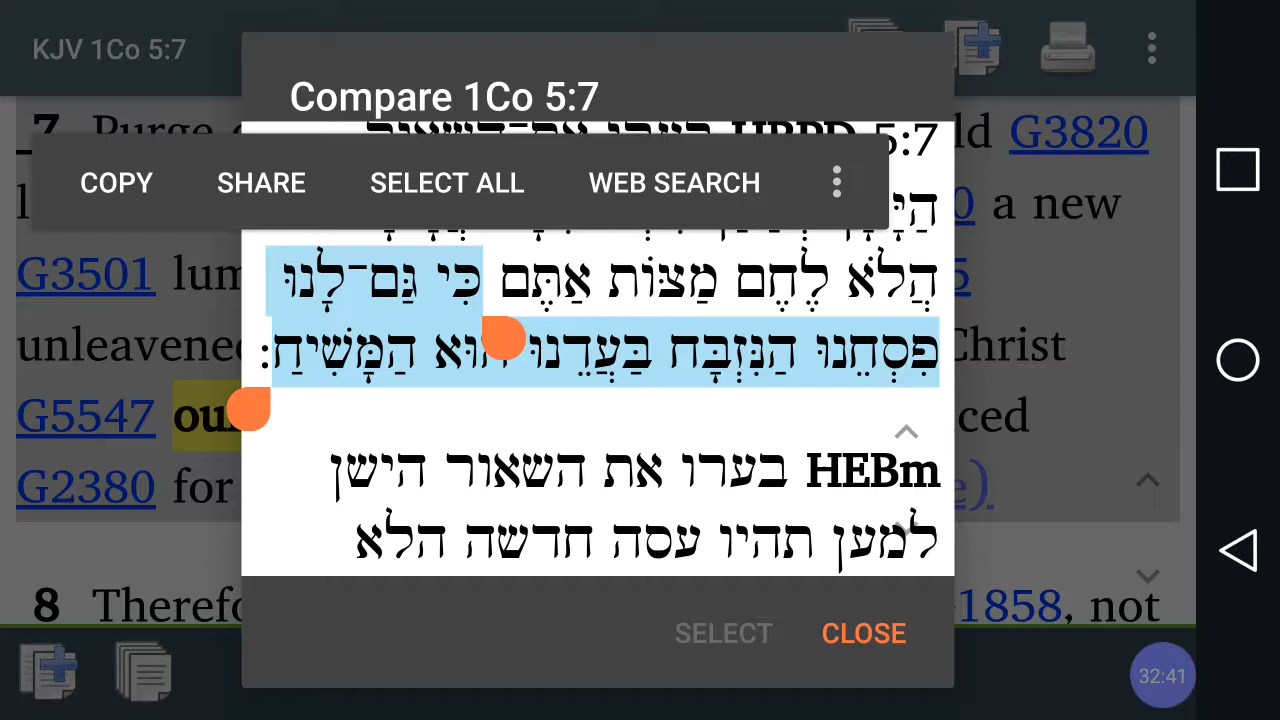 KJV 1Co 5:7
Compare 1Co 5:7
7 Purge
ld G3820
5:7
COPY SHARE SELECT ALL WEB SEARCH
a new
G3501
הֲלֹא לֶחֶם מַצּוֹת אַתֶּם כִּי גַּם־לָנוּ
unleavene
Christ
פִּסְחֵנוּ הַנִּזְבָּח בַּעֲדֵנוּ הוּא הַמָּשִׁיחַ:
G5547 ou
ced
G2380 for
e).
HEBm בערו את השאור הישן
למען תהיו עסה חדשה הלא
8 Therefo
1858, not
SELECT CLOSE
32:41